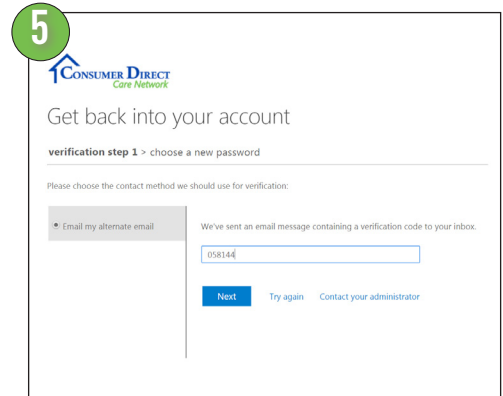 5
CONSUMER DIRECT
Care Network
Get back into your account
verification step 1 > choose a new password
Please choose the contact method we should use for verification:
Email my alternate email
We've sent an email message containing a verification code to your inbox.
058144
Next Try again Contact your administrator